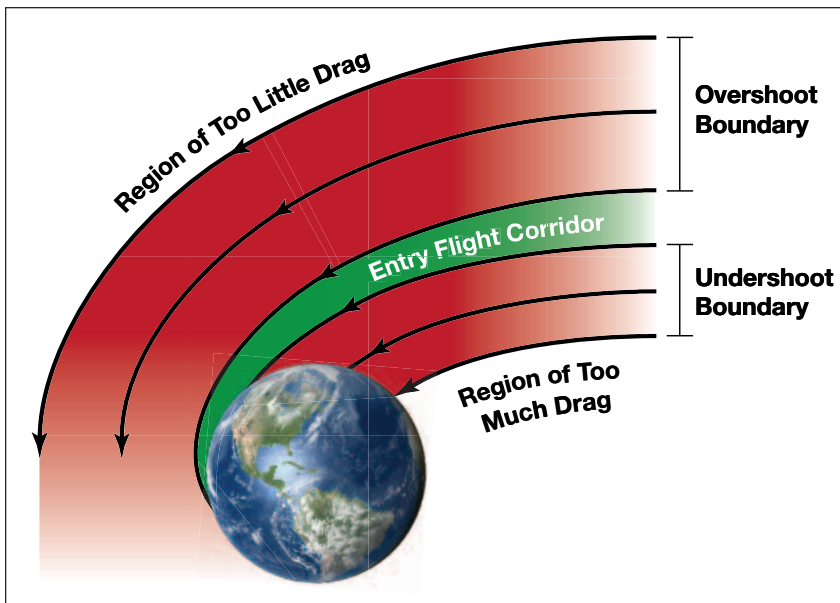 Region of Too Little Drag
Overshoot
Boundary
Entry Flight Corridor
Undershoot
Boundary
Region of Too
Much Drag